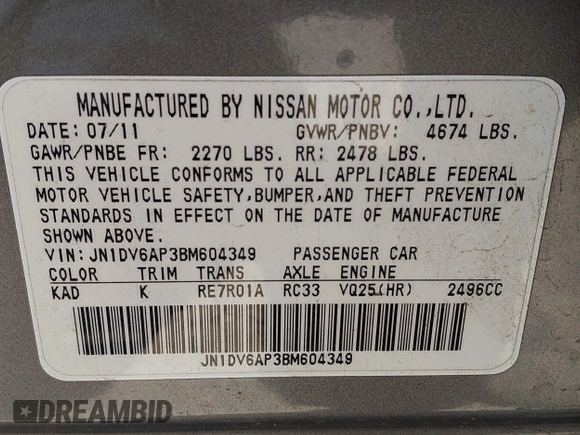 MANUFACTURED BY NISSAN MOTOR CO.,LTD.
DATE: 07/11 GVWR/PNBV: 4674 LBS.
GAWR/PNBE FR: 2270 LBS. RR: 2478 LBS.
THIS VEHICLE CONFORMS TO ALL APPLICABLE FEDERAL
MOTOR VEHICLE SAFETY,BUMPER,AND THEFT PREVENTION
STANDARDS IN EFFECT ON THE DATE OF MANUFACTURE
SHOWN ABOVE.
VIN: JN1DV6AP3BM604349 PASSENGER CAR
COLOR TRIM TRANS AXLE ENGINE
KAD K RE7R01A RC33 VQ25(HR) 2496CC
JN1DV6AP3BM604349
DREAMBID